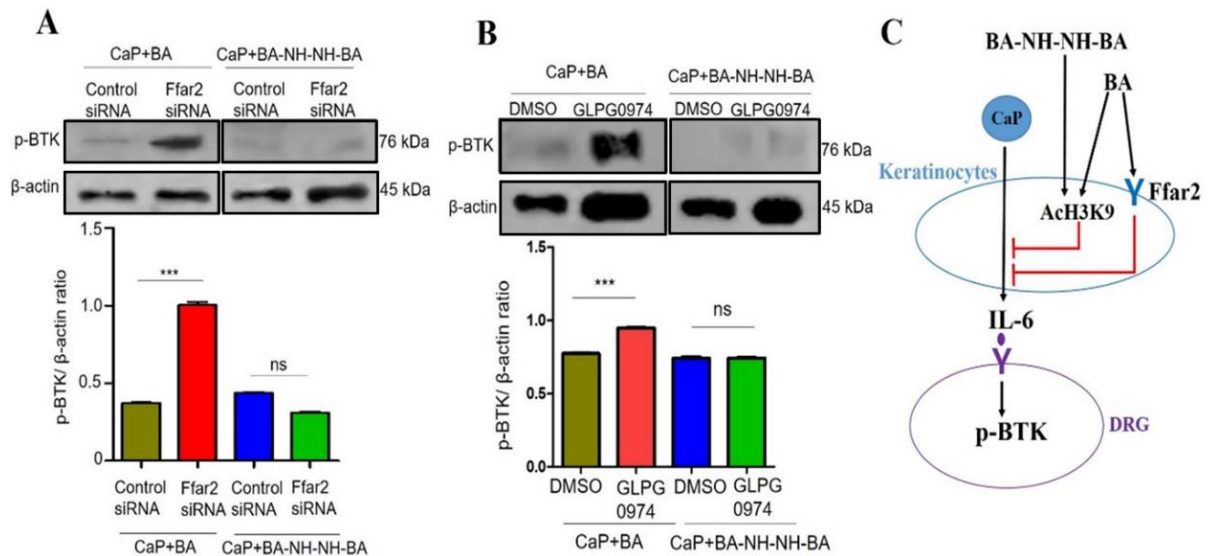 A
CaP+BA CaP+BA-NH-NH-BA
Control siRNA Ffar2 siRNA Control siRNA Ffar2 siRNA
p-BTK 76 kDa
β-actin 45 kDa
p-BTK/ β-actin ratio
1.5
1.0
0.5
0
***
ns
Control siRNA Ffar2 siRNA Control siRNA Ffar2 siRNA
CaP+BA CaP+BA-NH-NH-BA
B
CaP+BA CaP+BA-NH-NH-BA
DMSO GLPG0974 DMSO GLPG0974
p-BTK 76 kDa
β-actin 45 kDa
p-BTK/ β-actin ratio
1.5
1.0
0.5
0.0
***
ns
DMSO GLPG 0974 DMSO GLPG 0974
CaP+BA CaP+BA-NH-NH-BA
C
BA-NH-NH-BA
BA
CaP
Keratinocytes
Ffar2
AcH3K9
IL-6
p-BTK
DRG